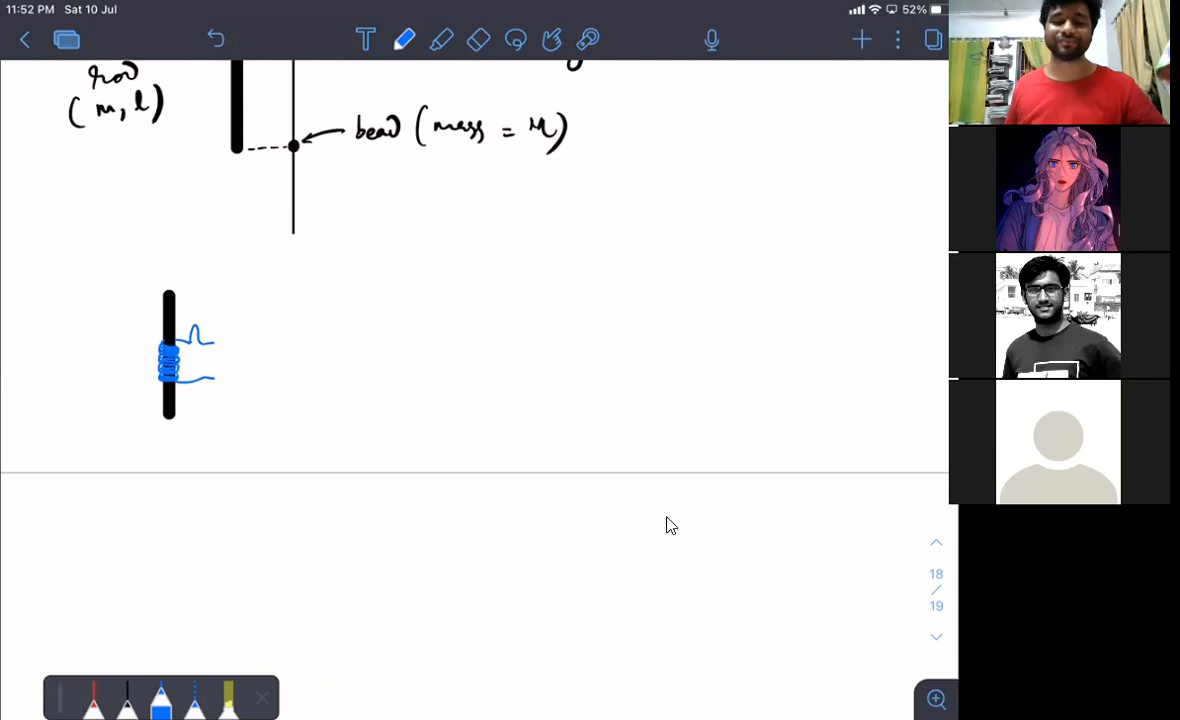 11:52 PM Sat 10 Jul 52%
T
rod
(m, l)
bead (mass = M)
18
/
19